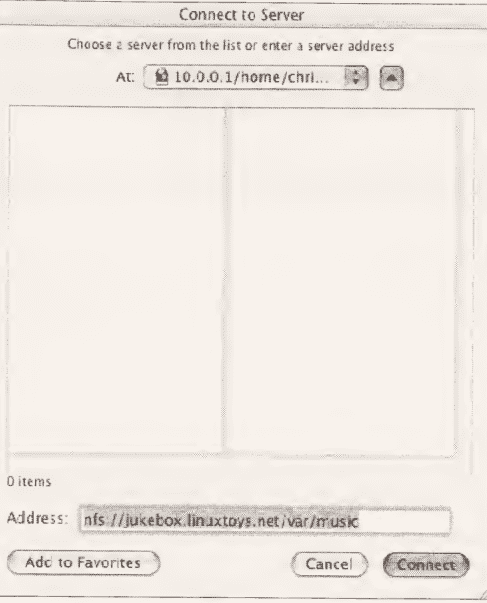 Connect to Server
Choose a server from the list or enter a server address
At: 10.0.0.1/home/chri...
0 items
Address: nfs://jukebox.linuxtoys.net/var/music
Add to Favorites Cancel Connect